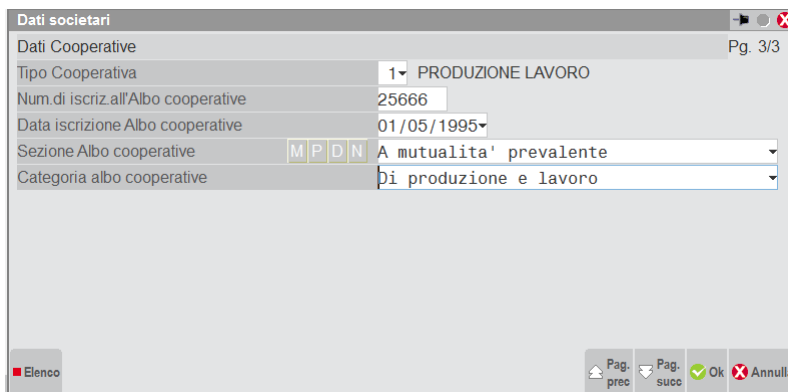 Dati societari
Dati Cooperative Pg. 3/3
Tipo Cooperativa 1 PRODUZIONE LAVORO
Num.di iscriz.all'Albo cooperative 25666
Data iscrizione Albo cooperative 01/05/1995
Sezione Albo cooperative M P D N A mutualita' prevalente
Categoria albo cooperative Di produzione e lavoro
Elenco Pag. prec Pag. succ Ok Annull